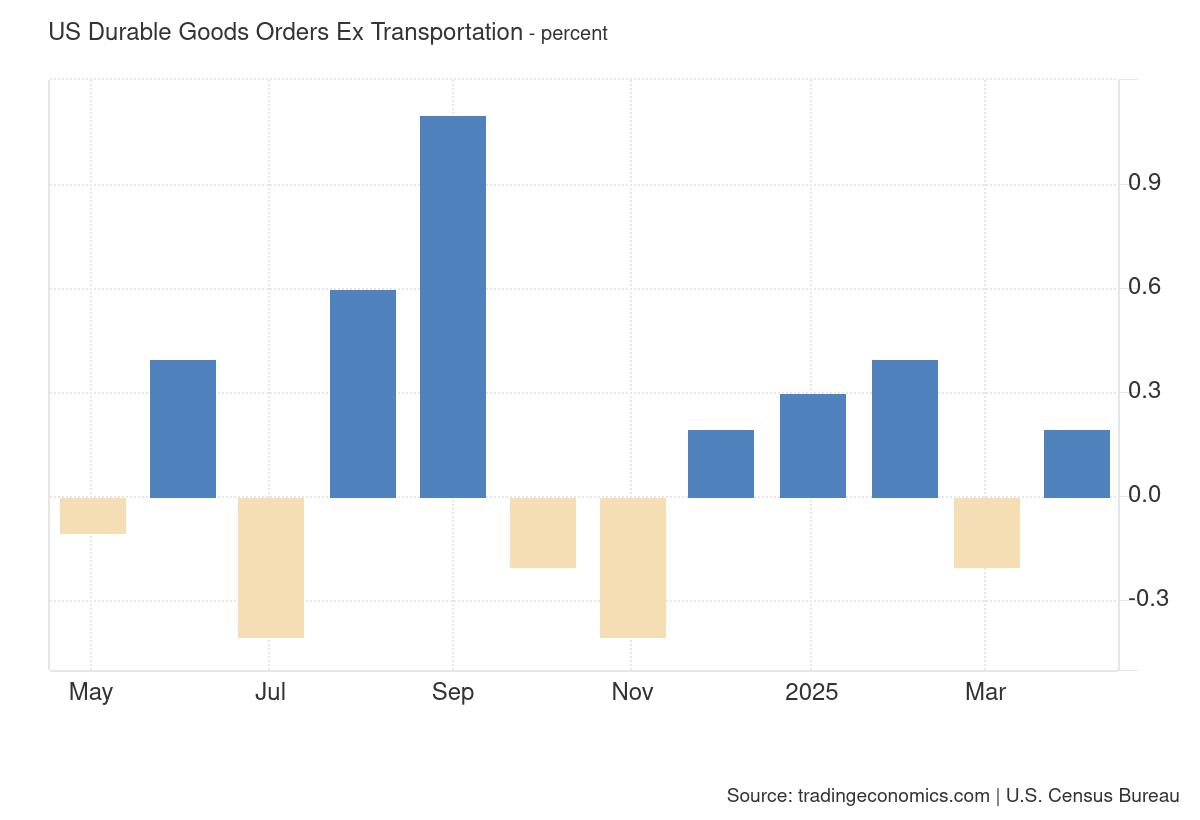 US Durable Goods Orders Ex Transportation - percent
0.9
0.6
0.3
0.0
-0.3
May Jul Sep Nov 2025 Mar
Source: tradingeconomics.com | U.S. Census Bureau